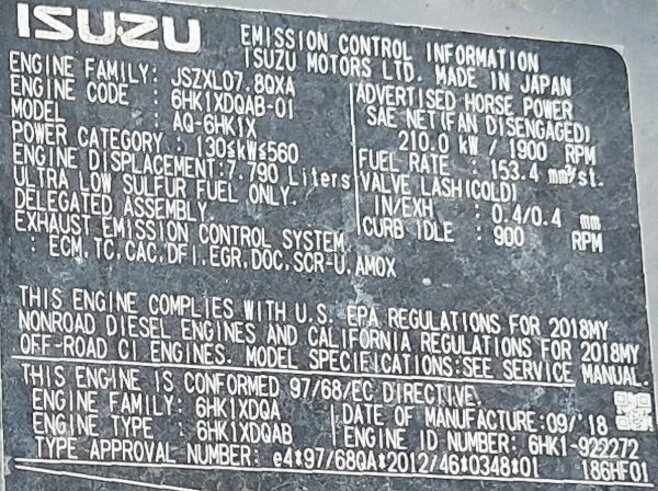 ISUZU
EMISSION CONTROL INFORMATION
ISUZU MOTORS LTD. MADE IN JAPAN
ENGINE FAMILY: JSZXL07.8QXA
ENGINE CODE : 6HK1XDQAB-01
MODEL : AQ-6HK1X
POWER CATEGORY : 130≤kW≤560
ENGINE DISPLACEMENT:7.790 Liters
ULTRA LOW SULFUR FUEL ONLY.
DELEGATED ASSEMBLY.
EXHAUST EMISSION CONTROL SYSTEM
: ECM,TC,CAC,DFI,EGR,DOC,SCR-U,AMOX
ADVERTISED HORSE POWER
SAE NET(FAN DISENGAGED)
210.0 kW / 1900 RPM
FUEL RATE : 153.4 mm³/st.
VALVE LASH(COLD)
IN/EXH : 0.4/0.4 mm
CURB IDLE : 900 RPM
THIS ENGINE COMPLIES WITH U.S. EPA REGULATIONS FOR 2018MY
NONROAD DIESEL ENGINES AND CALIFORNIA REGULATIONS FOR 2018MY
OFF-ROAD CI ENGINES. MODEL SPECIFICATIONS:SEE SERVICE MANUAL.
THIS ENGINE IS CONFORMED 97/68/EC DIRECTIVE.
ENGINE FAMILY: 6HK1XDQA
ENGINE TYPE : 6HK1XDQAB
DATE OF MANUFACTURE:09/'18
ENGINE ID NUMBER: 6HK1-922272
TYPE APPROVAL NUMBER: e4*97/68QA*2012/46*0348*01
186HF01